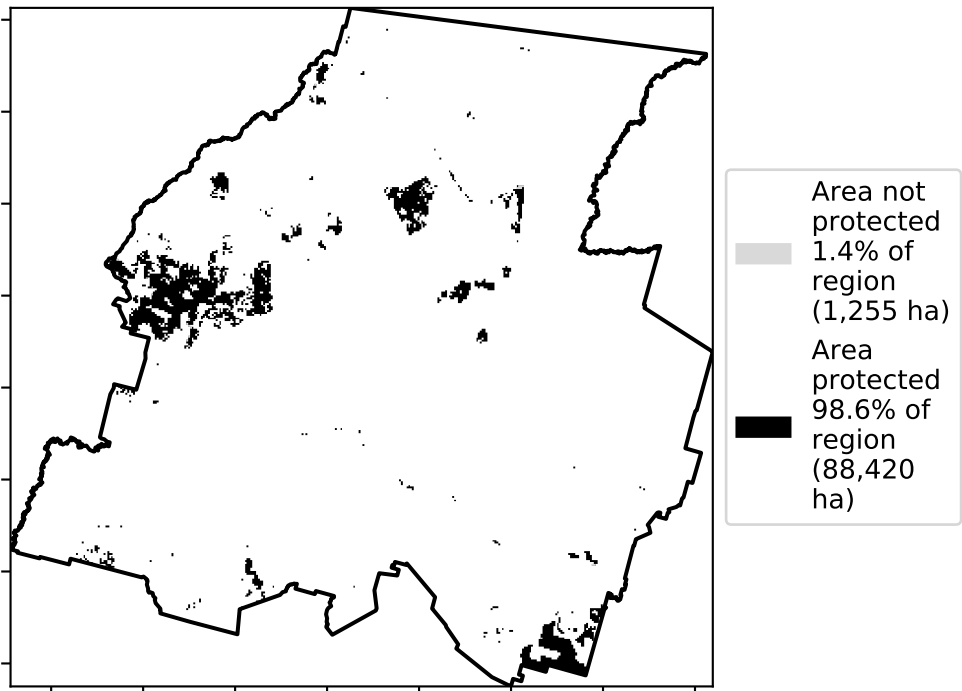 Area not
protected
1.4% of
region
(1,255 ha)
Area
protected
98.6% of
region
(88,420
ha)